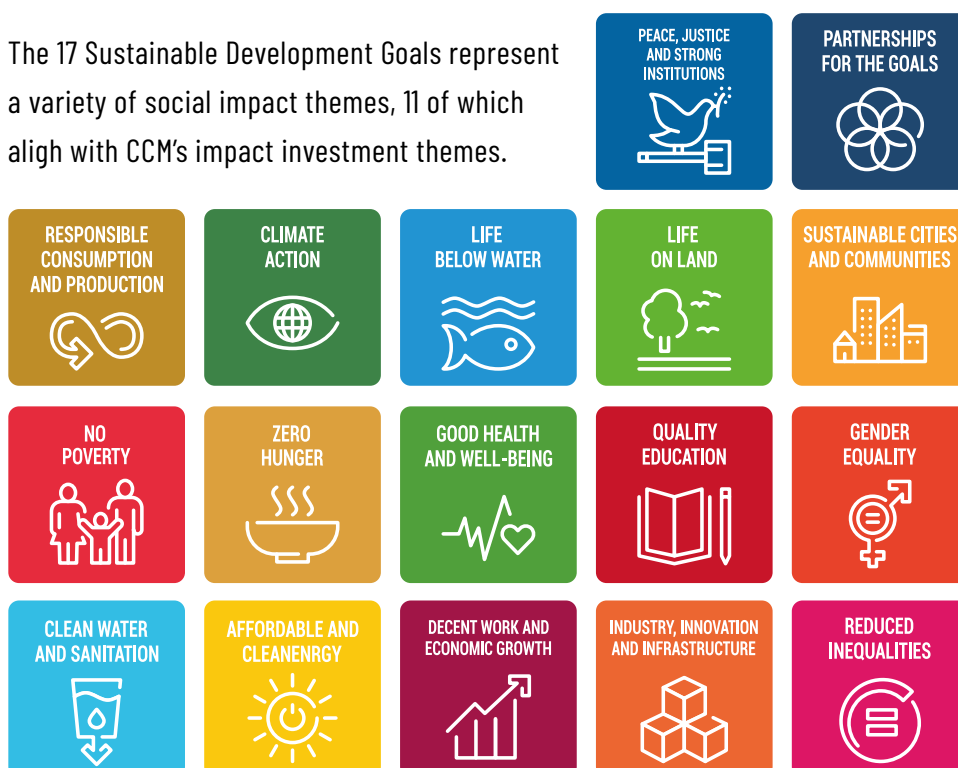 The 17 Sustainable Development Goals represent
a variety of social impact themes, 11 of which
aligh with CCM's impact investment themes.
PEACE, JUSTICE
AND STRONG
INSTITUTIONS
PARTNERSHIPS
FOR THE GOALS
RESPONSIBLE
CONSUMPTION
AND PRODUCTION
CLIMATE
ACTION
LIFE
BELOW WATER
LIFE
ON LAND
SUSTAINABLE CITIES
AND COMMUNITIES
NO
POVERTY
ZERO
HUNGER
GOOD HEALTH
AND WELL-BEING
QUALITY
EDUCATION
GENDER
EQUALITY
CLEAN WATER
AND SANITATION
AFFORDABLE AND
CLEANENRGY
DECENT WORK AND
ECONOMIC GROWTH
INDUSTRY, INNOVATION
AND INFRASTRUCTURE
REDUCED
INEQUALITIES